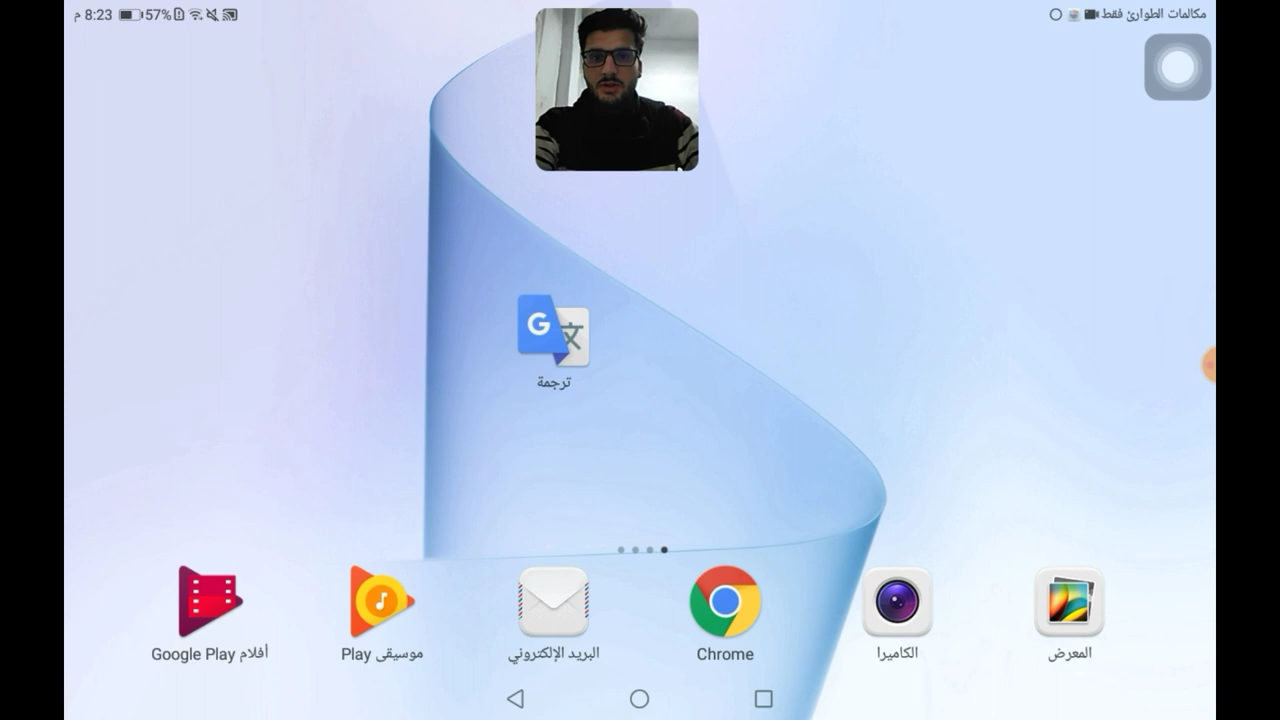 مكالمات الطوارئ فقط
57% 8:23 م
ترجمة
المعرض
الكاميرا
Chrome
البريد الإلكتروني
موسيقى Play
أفلام Google Play